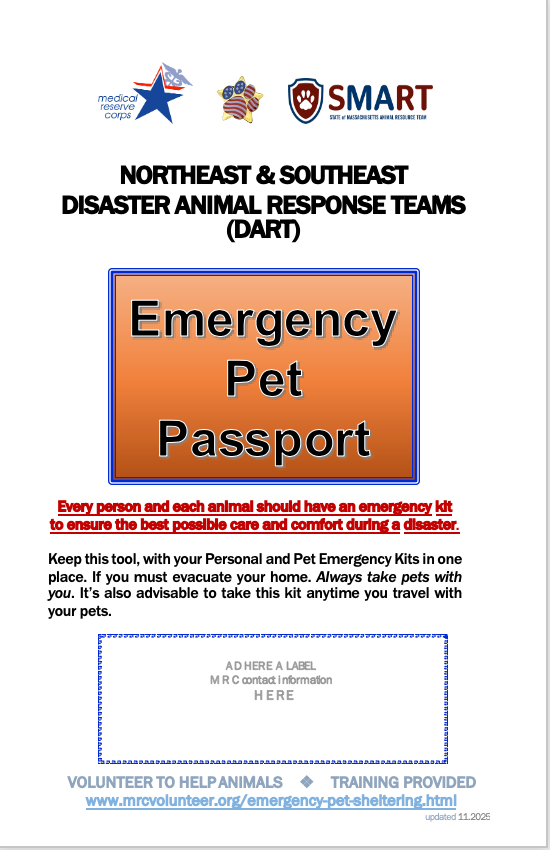 medical
reserve
corps
SMART
STATE of MASSACHUSETTS ANIMAL RESOURCE TEAM
NORTHEAST & SOUTHEAST
DISASTER ANIMAL RESPONSE TEAMS
(DART)
Emergency
Pet
Passport
Every person and each animal should have an emergency kit
to ensure the best possible care and comfort during a disaster.
Keep this tool, with your Personal and Pet Emergency Kits in one
place. If you must evacuate your home. Always take pets with
you. It’s also advisable to take this kit anytime you travel with
your pets.
ADHERE A LABEL
MRC contact information
HERE
VOLUNTEER TO HELP ANIMALS ❖ TRAINING PROVIDED
www.mrcvolunteer.org/emergency-pet-sheltering.html
updated 11.2025